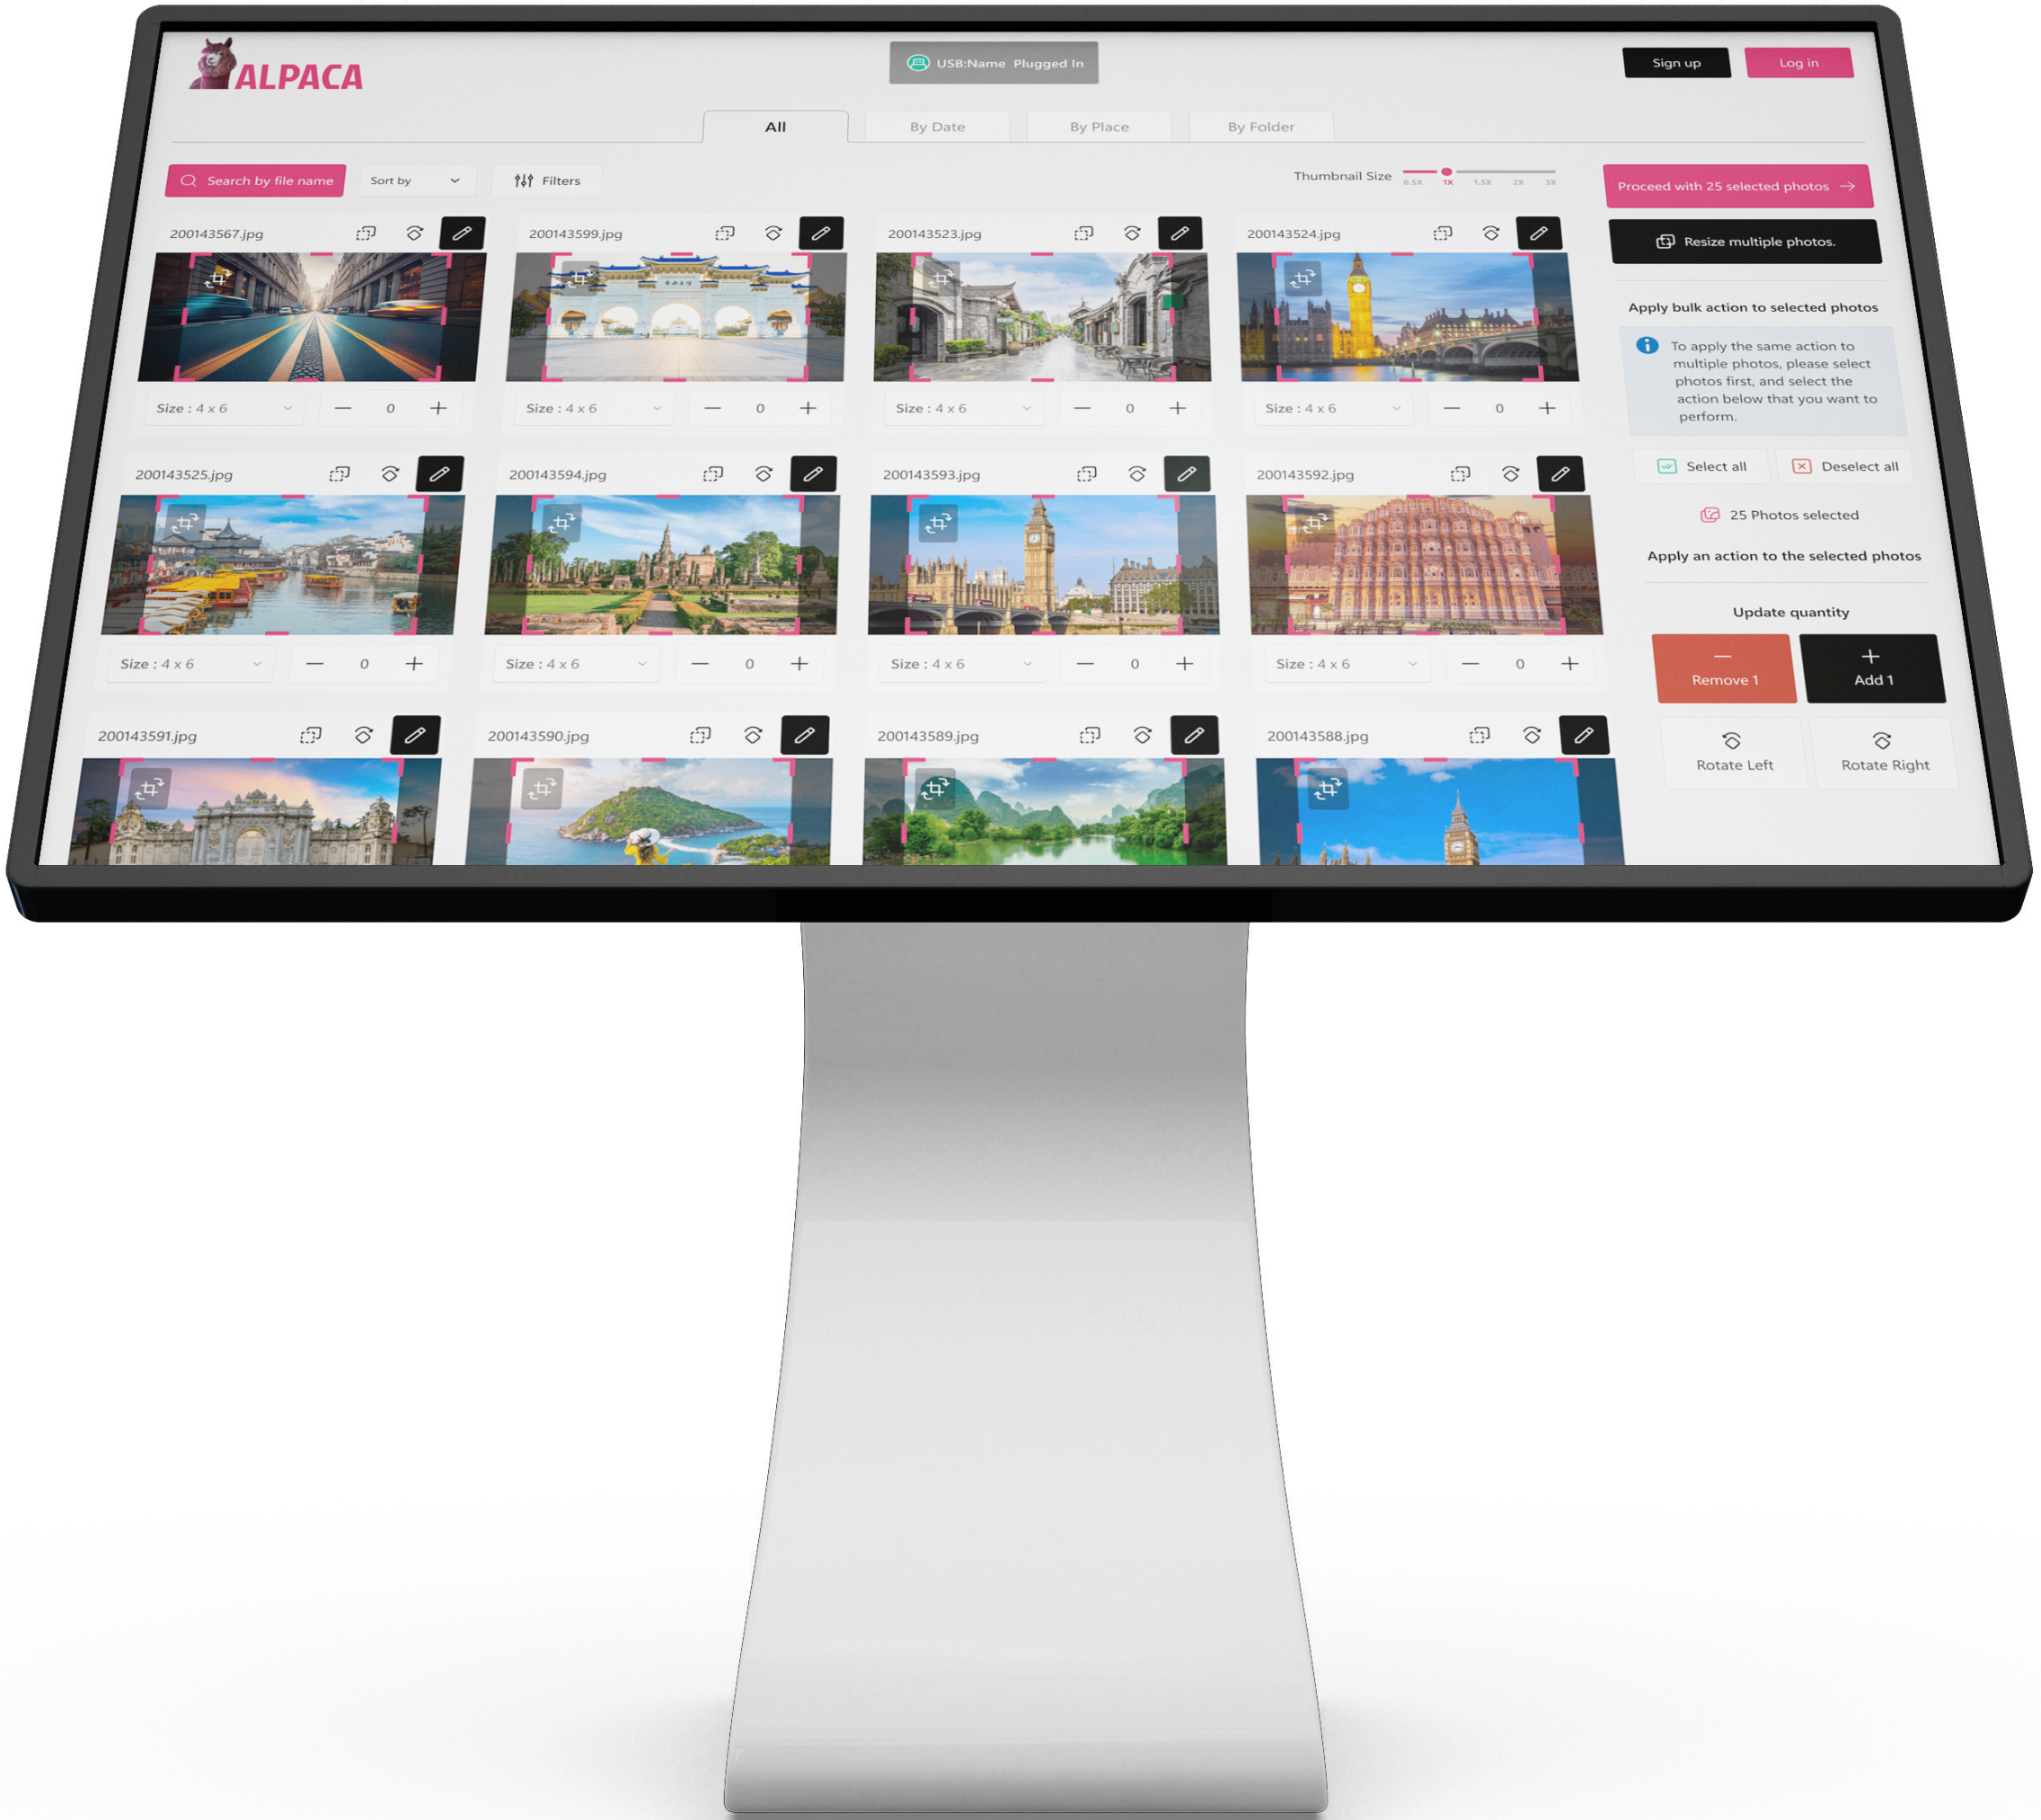 ALPACA
USB:Name Plugged In
Sign up
Log in
All
By Date
By Place
By Folder
Search by file name
Sort by
Filters
Thumbnail Size
0.5X 1X 1.5X 2X 3X
Proceed with 25 selected photos
Resize multiple photos.
200143567.jpg
200143599.jpg
200143523.jpg
200143524.jpg
Size : 4 x 6
0
Size : 4 x 6
0
Size : 4 x 6
0
Size : 4 x 6
0
200143525.jpg
200143594.jpg
200143593.jpg
200143592.jpg
Size : 4 x 6
0
Size : 4 x 6
0
Size : 4 x 6
0
Size : 4 x 6
0
200143591.jpg
200143590.jpg
200143589.jpg
200143588.jpg
Apply bulk action to selected photos
To apply the same action to
multiple photos, please select
photos first, and select the
action below that you want to
perform.
Select all
Deselect all
25 Photos selected
Apply an action to the selected photos
Update quantity
Remove 1
Add 1
Rotate Left
Rotate Right